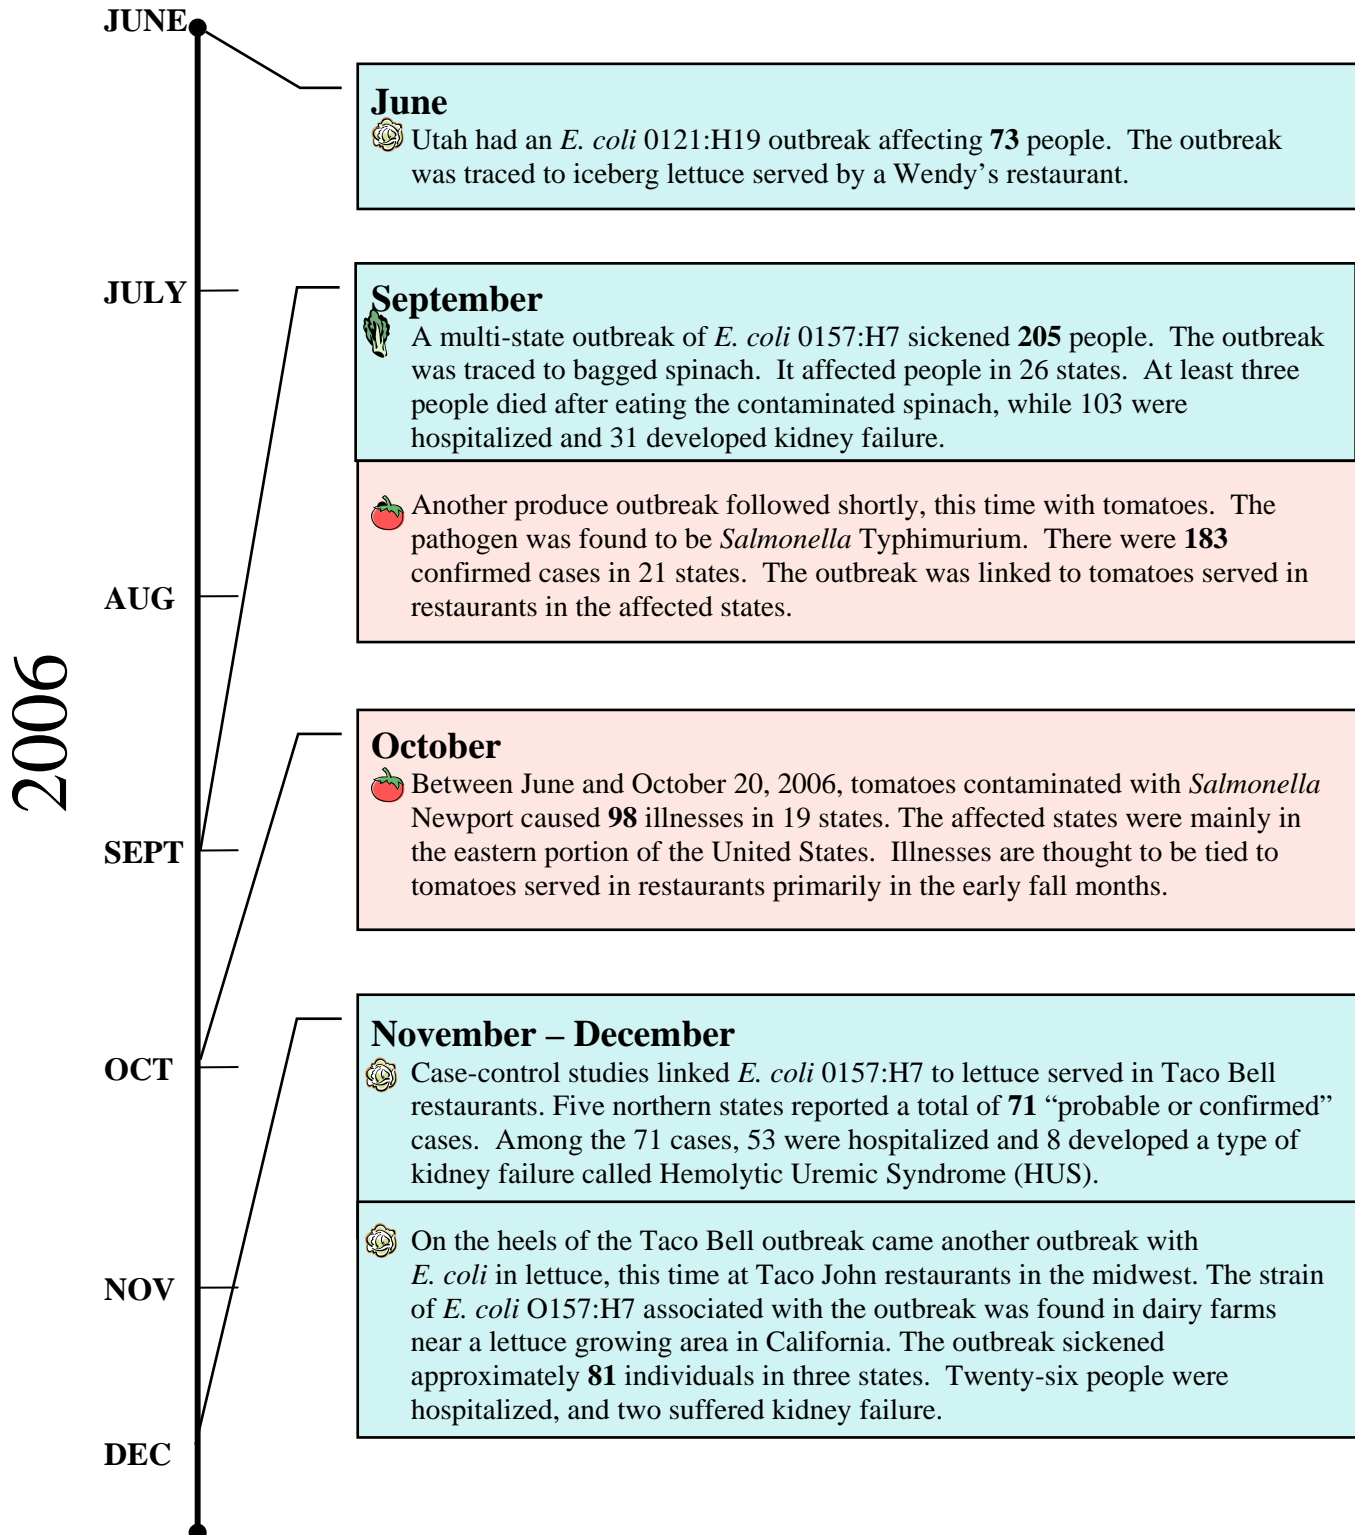 JUNE
June
Utah had an E. coli 0121:H19 outbreak affecting 73 people. The outbreak
was traced to iceberg lettuce served by a Wendy’s restaurant.
JULY
September
A multi-state outbreak of E. coli 0157:H7 sickened 205 people. The outbreak
was traced to bagged spinach. It affected people in 26 states. At least three
people died after eating the contaminated spinach, while 103 were
hospitalized and 31 developed kidney failure.
Another produce outbreak followed shortly, this time with tomatoes. The
pathogen was found to be Salmonella Typhimurium. There were 183
confirmed cases in 21 states. The outbreak was linked to tomatoes served in
restaurants in the affected states.
AUG
2006
October
Between June and October 20, 2006, tomatoes contaminated with Salmonella
Newport caused 98 illnesses in 19 states. The affected states were mainly in
the eastern portion of the United States. Illnesses are thought to be tied to
tomatoes served in restaurants primarily in the early fall months.
SEPT
November – December
Case-control studies linked E. coli 0157:H7 to lettuce served in Taco Bell
restaurants. Five northern states reported a total of 71 “probable or confirmed”
cases. Among the 71 cases, 53 were hospitalized and 8 developed a type of
kidney failure called Hemolytic Uremic Syndrome (HUS).
OCT
On the heels of the Taco Bell outbreak came another outbreak with
E. coli in lettuce, this time at Taco John restaurants in the midwest. The strain
of E. coli O157:H7 associated with the outbreak was found in dairy farms
near a lettuce growing area in California. The outbreak sickened
approximately 81 individuals in three states. Twenty-six people were
hospitalized, and two suffered kidney failure.
NOV
DEC